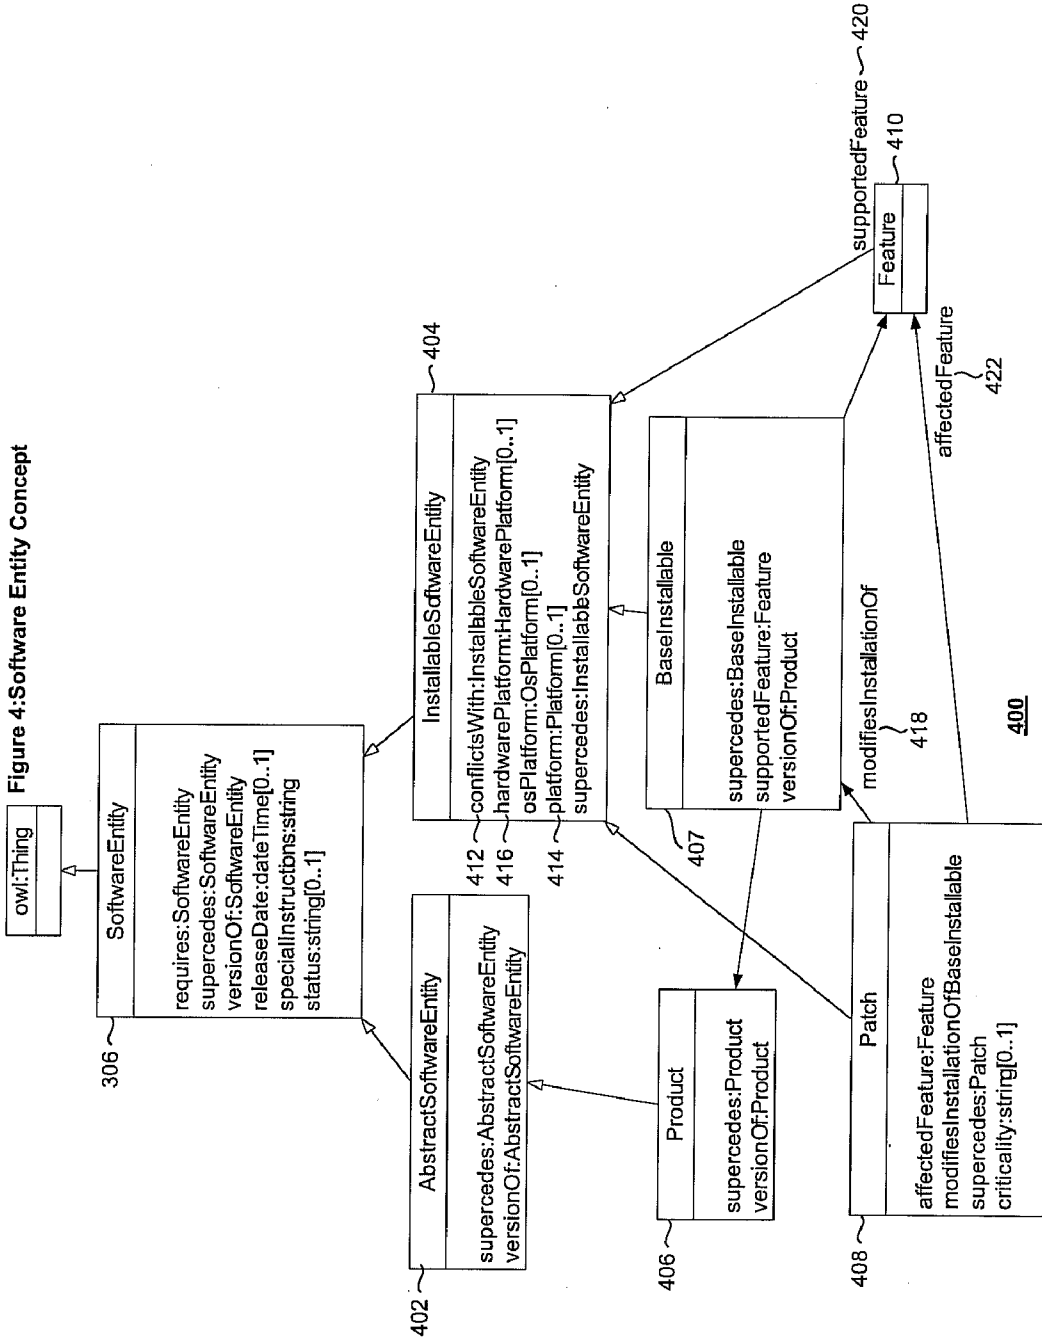 Figure 4:Software Entity Concept
owl:Thing
SoftwareEntity
requires:SoftwareEntity
supercedes:SoftwareEntity
versionOf:SoftwareEntity
releaseDate:dateTime[0..1]
specialInstructons:string
status:string[0..1]
306
AbstractSoftwareEntity
supercedes:AbstractSoftwareEntity
versionOf:AbstractSoftwareEntity
402
InstallableSoftwareEntity
404
412 conflictsWith:InstallableSoftwareEntity
416 hardwarePlatform:HardwarePlatform[0..1]
osPlatform:OsPlatform[0..1]
414 platform:Platform[0..1]
supercedes:InstallableSoftwareEntity
Product
supercedes:Product
versionOf:Product
406
BaseInstallable
supercedes:BaseInstallable
supportedFeature:Feature
versionOf:Product
407
supportedFeature 420
Feature
410
Patch
affectedFeature:Feature
modifiesInstallationOfBaseInstallable
supercedes:Patch
criticality:string[0..1]
408
modifiesInstallationOf
418
affectedFeature
422
400